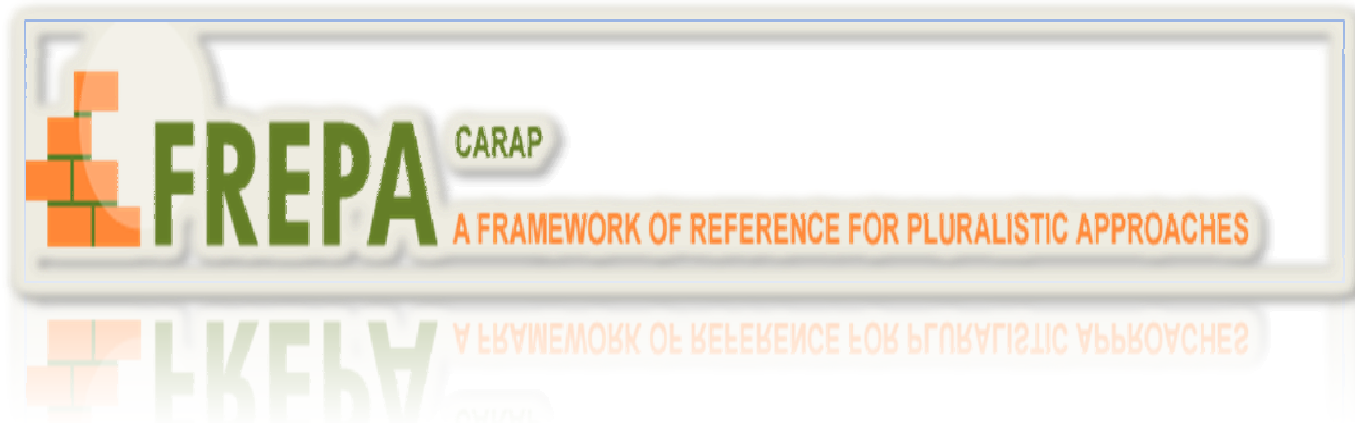 FREPA
CARAP
A FRAMEWORK OF REFERENCE FOR PLURALISTIC APPROACHES